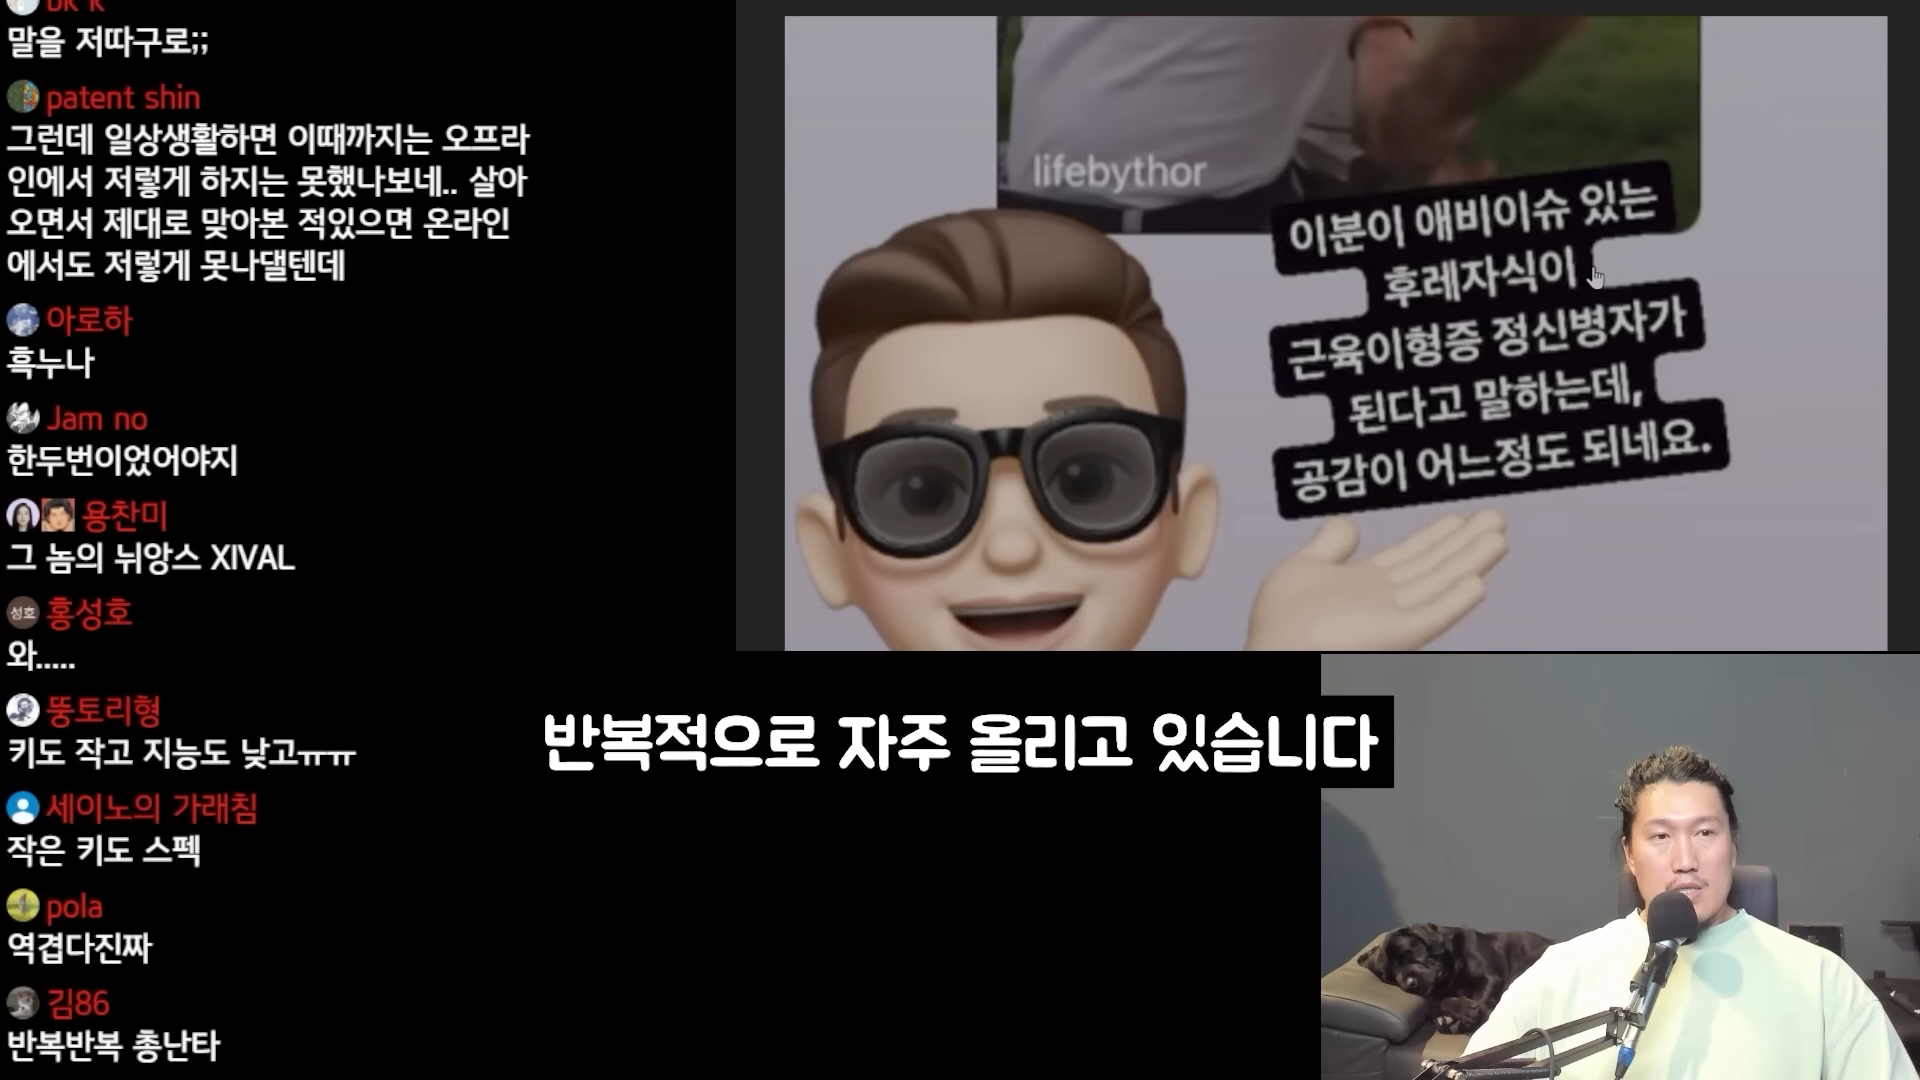 bk k
말을 저따구로;;
patent shin
그런데 일상생활하면 이때까지는 오프라
인에서 저렇게 하지는 못했나보네.. 살아
오면서 제대로 맞아본 적있으면 온라인
에서도 저렇게 못나댈텐데
아로하
흑누나
Jam no
한두번이었어야지
용찬미
그 놈의 뉘앙스 XIVAL
성호
홍성호
와.....
뚱토리형
키도 작고 지능도 낮고ㅠㅠ
세이노의 가래침
작은 키도 스펙
pola
역겹다진짜
김86
반복반복 총난타
lifebythor
이분이 애비이슈 있는
후레자식이
근육이형증 정신병자가
된다고 말하는데,
공감이 어느정도 되네요.
반복적으로 자주 올리고 있습니다